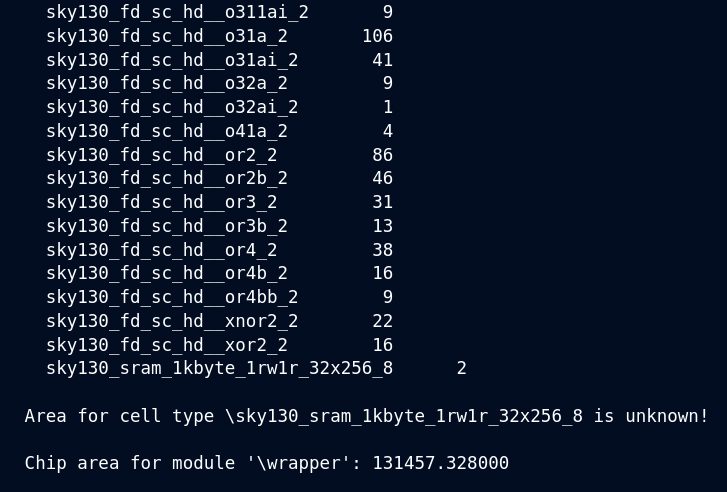 sky130_fd_sc_hd__o311ai_2 9
sky130_fd_sc_hd__o31a_2 106
sky130_fd_sc_hd__o31ai_2 41
sky130_fd_sc_hd__o32a_2 9
sky130_fd_sc_hd__o32ai_2 1
sky130_fd_sc_hd__o41a_2 4
sky130_fd_sc_hd__or2_2 86
sky130_fd_sc_hd__or2b_2 46
sky130_fd_sc_hd__or3_2 31
sky130_fd_sc_hd__or3b_2 13
sky130_fd_sc_hd__or4_2 38
sky130_fd_sc_hd__or4b_2 16
sky130_fd_sc_hd__or4bb_2 9
sky130_fd_sc_hd__xnor2_2 22
sky130_fd_sc_hd__xor2_2 16
sky130_sram_1kbyte_1rw1r_32x256_8 2
Area for cell type \sky130_sram_1kbyte_1rw1r_32x256_8 is unknown!
Chip area for module '\wrapper': 131457.328000